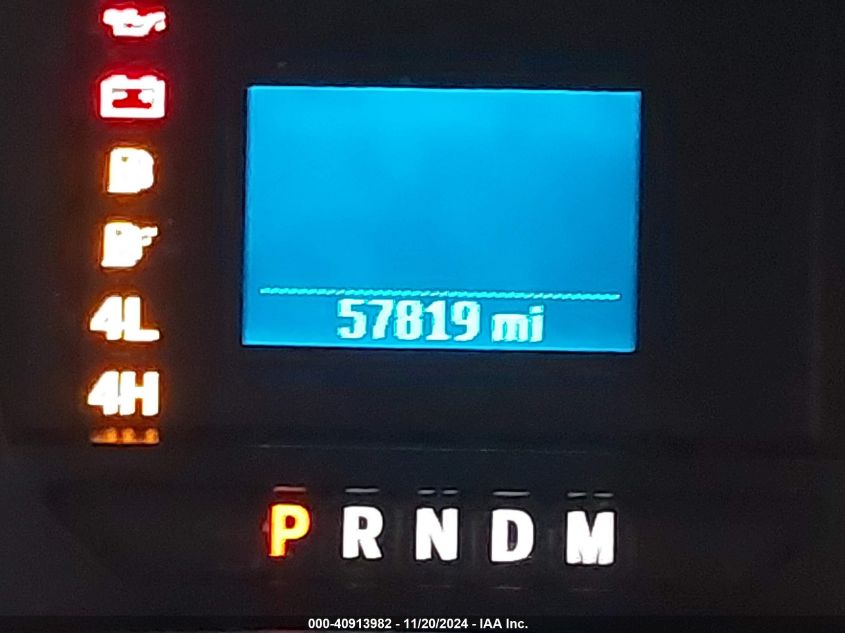 4L
57819 mi
4H
P R N D M
000-40913982 - 11/20/2024 - IAA Inc.